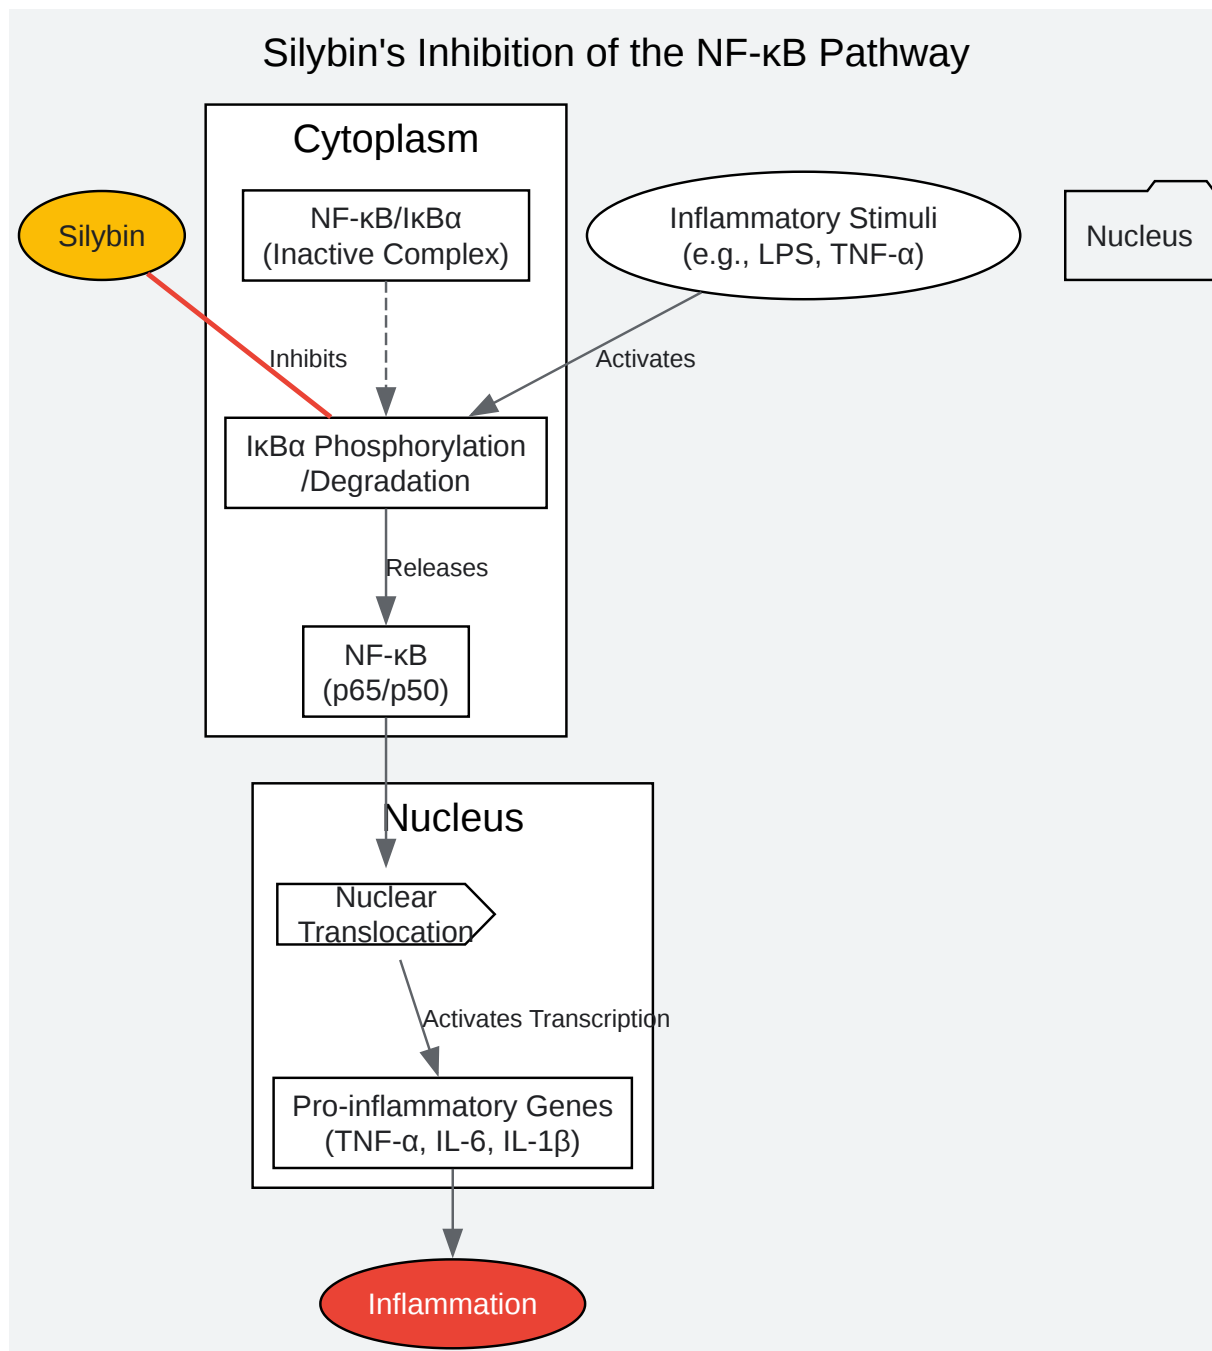 Silybin's Inhibition of the NF-κB Pathway
Cytoplasm
Silybin
NF-κB/IκBα
(Inactive Complex)
Inflammatory Stimuli
(e.g., LPS, TNF-α)
Nucleus
Inhibits
Activates
IκBα Phosphorylation
/Degradation
Releases
NF-κB
(p65/p50)
Nucleus
Nuclear
Translocation
Activates Transcription
Pro-inflammatory Genes
(TNF-α, IL-6, IL-1β)
Inflammation